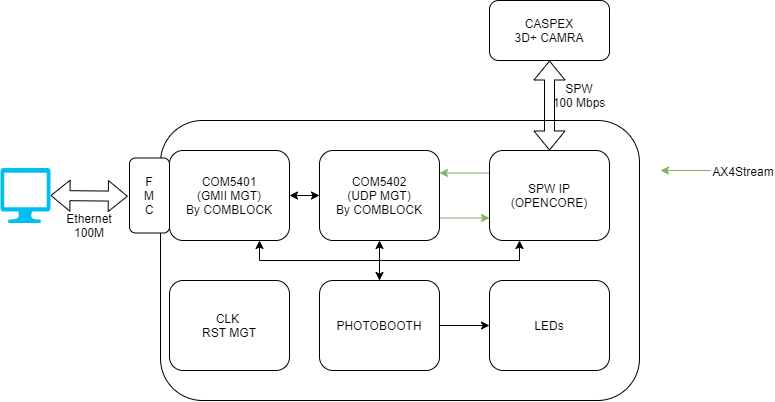 CASPEX
3D+ CAMRA
SPW
100 Mbps
F
M
C
COM5401
(GMII MGT)
By COMBLOCK
COM5402
(UDP MGT)
By COMBLOCK
SPW IP
(OPENCORE)
AX4Stream
Ethernet
100M
CLK
RST MGT
PHOTOBOOTH
LEDs